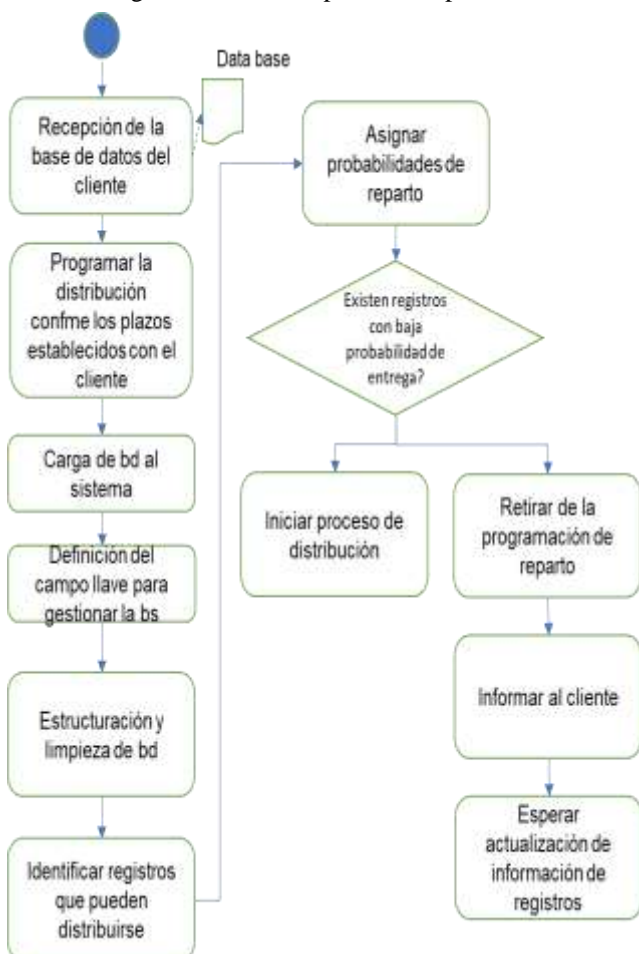 Data base
Recepción de la
base de datos del
cliente
Programar la
distribución
confme los plazos
establecidos con el
cliente
Carga de bd al
sistema
Definición del
campo llave para
gestionar la bs
Estructuración y
limpieza de bd
Identificar registros
que pueden
distribuirse
Asignar
probabilidades de
reparto
Existen registros
con baja
probabilidad de
entrega?
Iniciar proceso de
distribución
Retirar de la
programación de
reparto
Informar al cliente
Esperar
actualización de
información de
registros